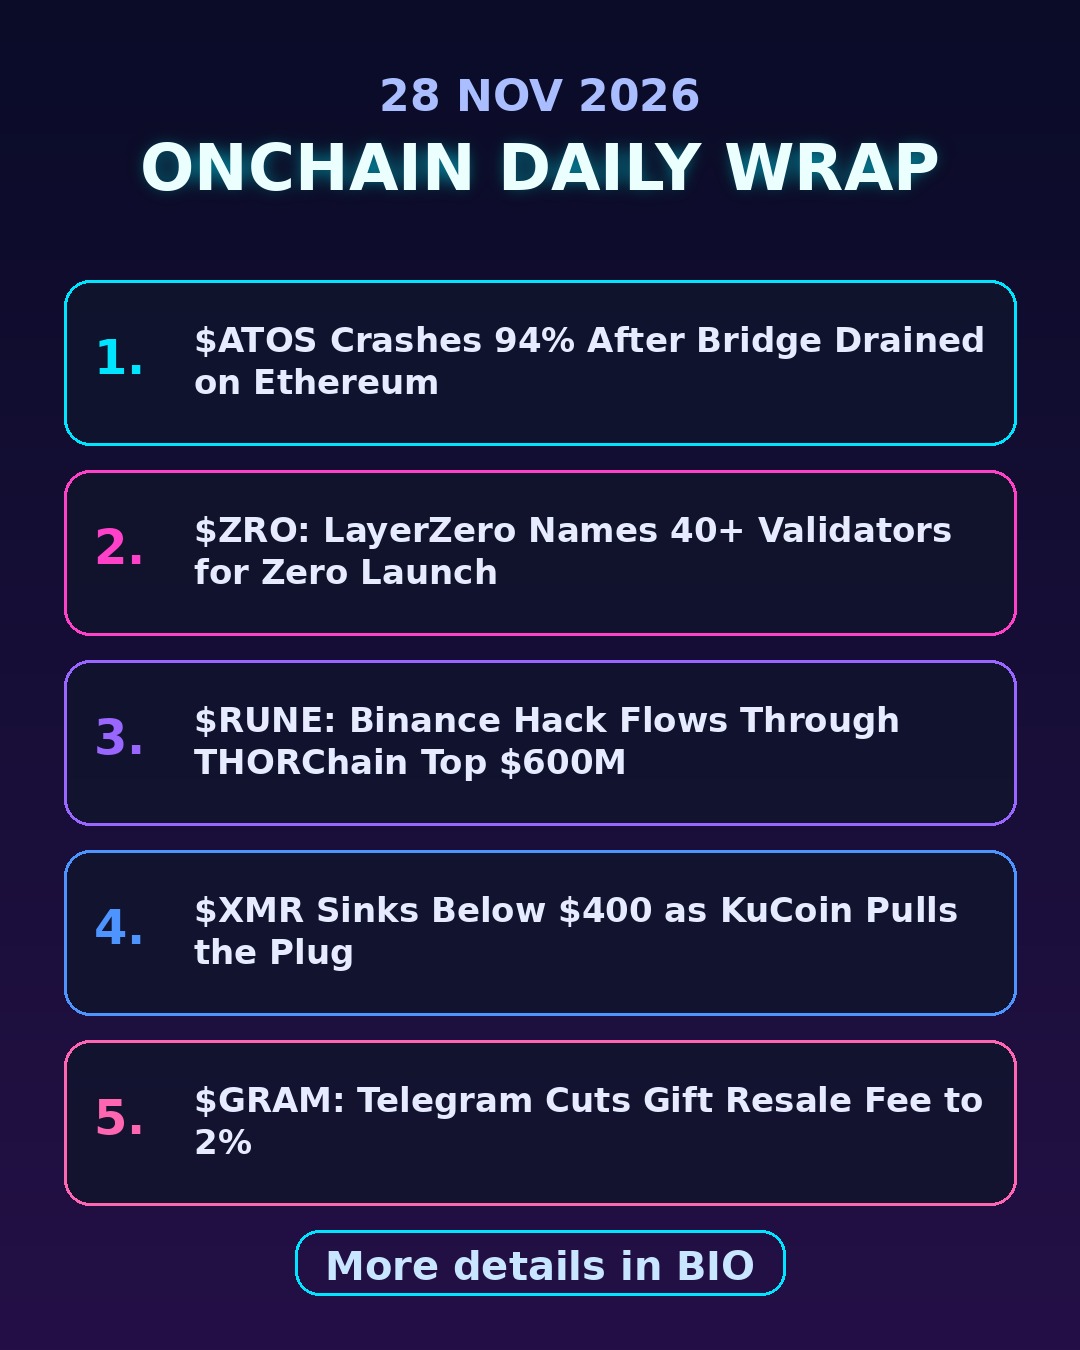 28 NOV 2026
ONCHAIN DAILY WRAP
1.
$ATOS Crashes 94% After Bridge Drained
on Ethereum
2.
$ZRO: LayerZero Names 40+ Validators
for Zero Launch
3.
$RUNE: Binance Hack Flows Through
THORChain Top $600M
4.
$XMR Sinks Below $400 as KuCoin Pulls
the Plug
5.
$GRAM: Telegram Cuts Gift Resale Fee to
2%
More details in BIO